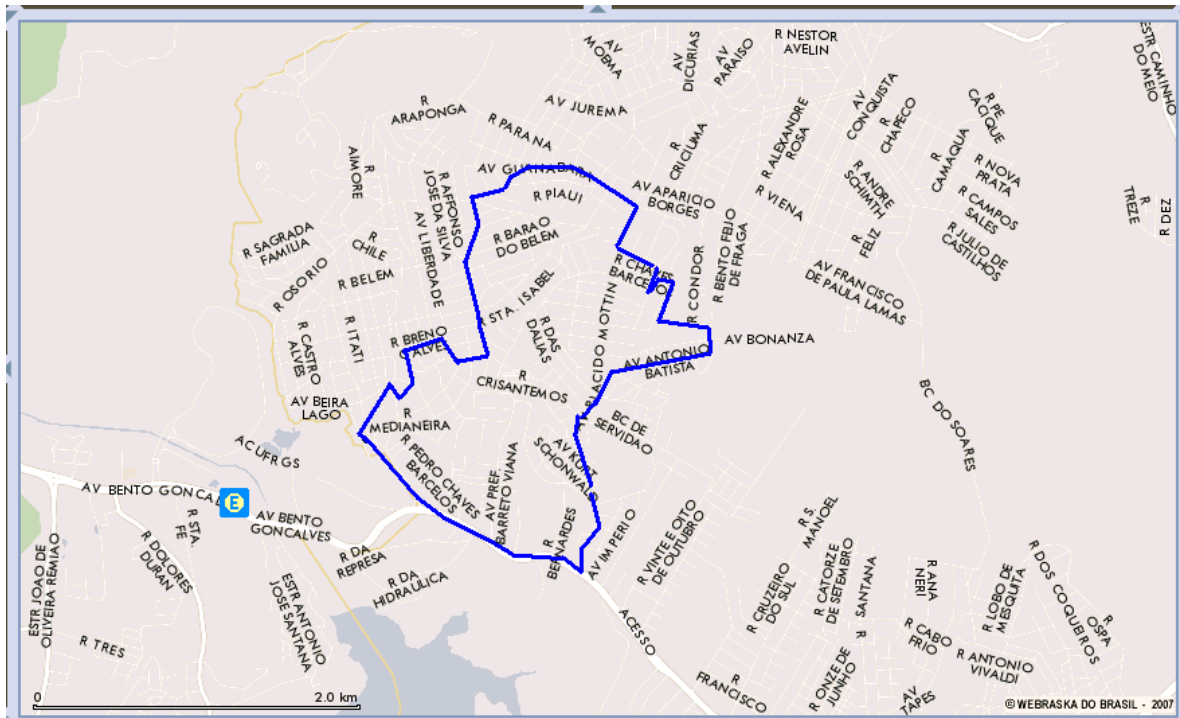 R NESTOR
AVELIN
AV
MOEMA
AV
DICURIAS
AV
PARAISO
ESTR CAMINHO
DO MEIO
R
ARAPONGA
AV JUREMA
R PARANA
R
CRICIUMA
R ALEXANDRE
ROSA
AV
CONQUISTA
R
CHAPECO
R PE
CACIQUE
R
CAMAQUA
R NOVA
PRATA
R
AIMORE
R AFFONSO
JOSE DA SILVA
AV LIBERDADE
AV GUANABARA
R PIAUI
AV APARICIO
BORGES
R VIENA
R ANDRE
SCHIMTH
R CAMPOS
SALES
R JULIO DE
CASTILHOS
R
TREZE
R DEZ
R SAGRADA
FAMILIA
R
CHILE
R BARAO
DO BELEM
R BENTO FEJO
DE FRAGA
R
FELIZ
R OSORIO
R BELEM
R CHAVES
BARCELO
R CONDOR
AV FRANCISCO
DE PAULA LAMAS
R STA. ISABEL
R ITATI
R BRENO
R CASTRO
ALVES
R DAS
DALIAS
PLACIDO MOTTIN
AV ANTONIO
BATISTA
AV BONANZA
R
CRISANTEMOS
AV BEIRA
LAGO
R
MEDIANEIRA
BC DE
SERVIDAO
BC DO SOARES
AC UFRGS
R PEDRO CHAVES
BARCELOS
AV PREF.
BARRETO VIANA
AV KURT
SCHONWALD
AV BENTO GONCAL
E
AV BENTO
GONCALVES
R STA.
FE
R DOLORES
DURAN
R
BERNARDES
AV IMPERIO
R VINTE E OITO
DE OUTUBRO
R S.
MANOEL
R DA
REPRESA
R DA
HIDRAULICA
ESTR JOAO DE
OLIVEIRA REMIAO
ESTR ANTONIO
JOSE SANTANA
ACESSO
R CRUZEIRO
DO SUL
R CATORZE
DE SETEMBRO
R SANTANA
R ANA
NERI
R LOBO DE
MESQUITA
R DOS COQUEIROS
R
OSPA
R TRES
R CABO
FRIO
R ANTONIO
VIVALDI
R
FRANCISCO
R ONZE DE
JUNHO
AV
TAPES
0 2.0 km
© WEBRASKA DO BRASIL - 2007